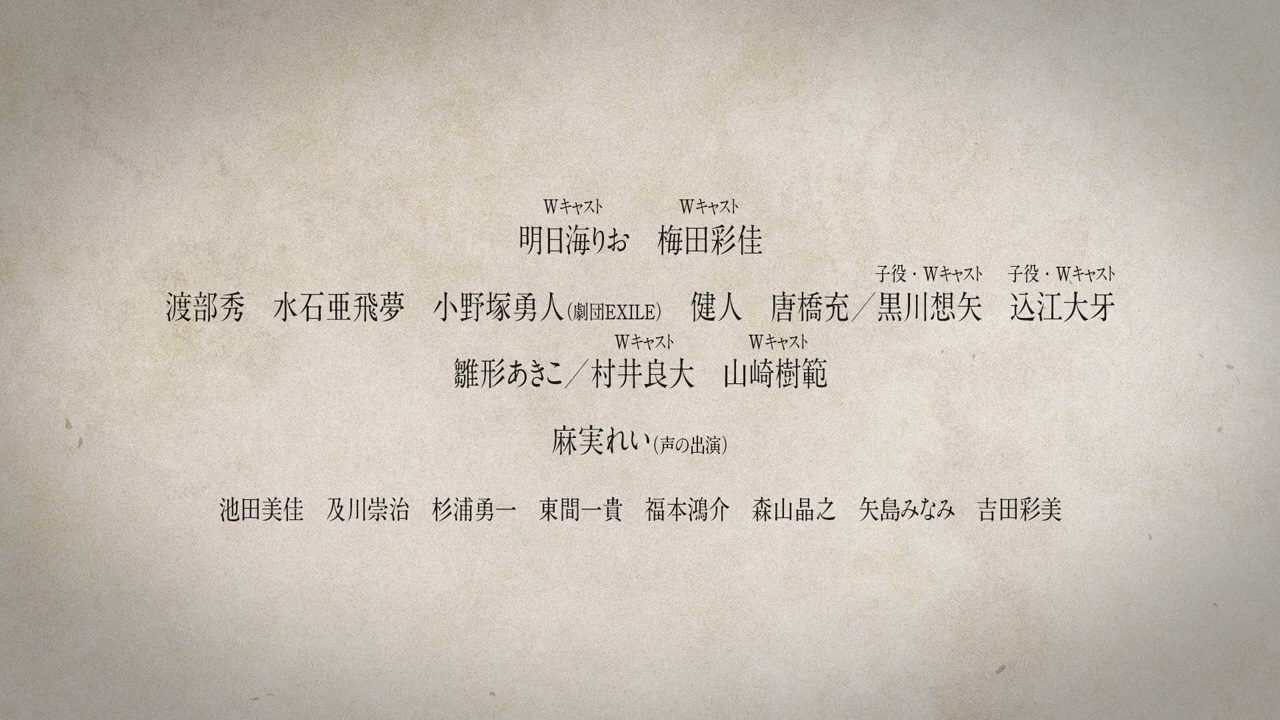 Wキャスト　Wキャスト
明日海りお　梅田彩佳
子役・Wキャスト　子役・Wキャスト
渡部秀　水石亜飛夢　小野塚勇人(劇団EXILE)　健人　唐橋充／黒川想矢　込江大牙
Wキャスト　Wキャスト
雛形あきこ／村井良大　山崎樹範
麻実れい(声の出演)
池田美佳　及川崇治　杉浦勇一　東間一貴　福本鴻介　森山晶之　矢島みなみ　吉田彩美